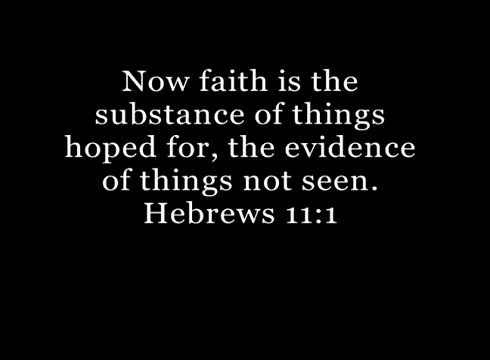 Now faith is the
substance of things
hoped for, the evidence
of things not seen.
Hebrews 11:1